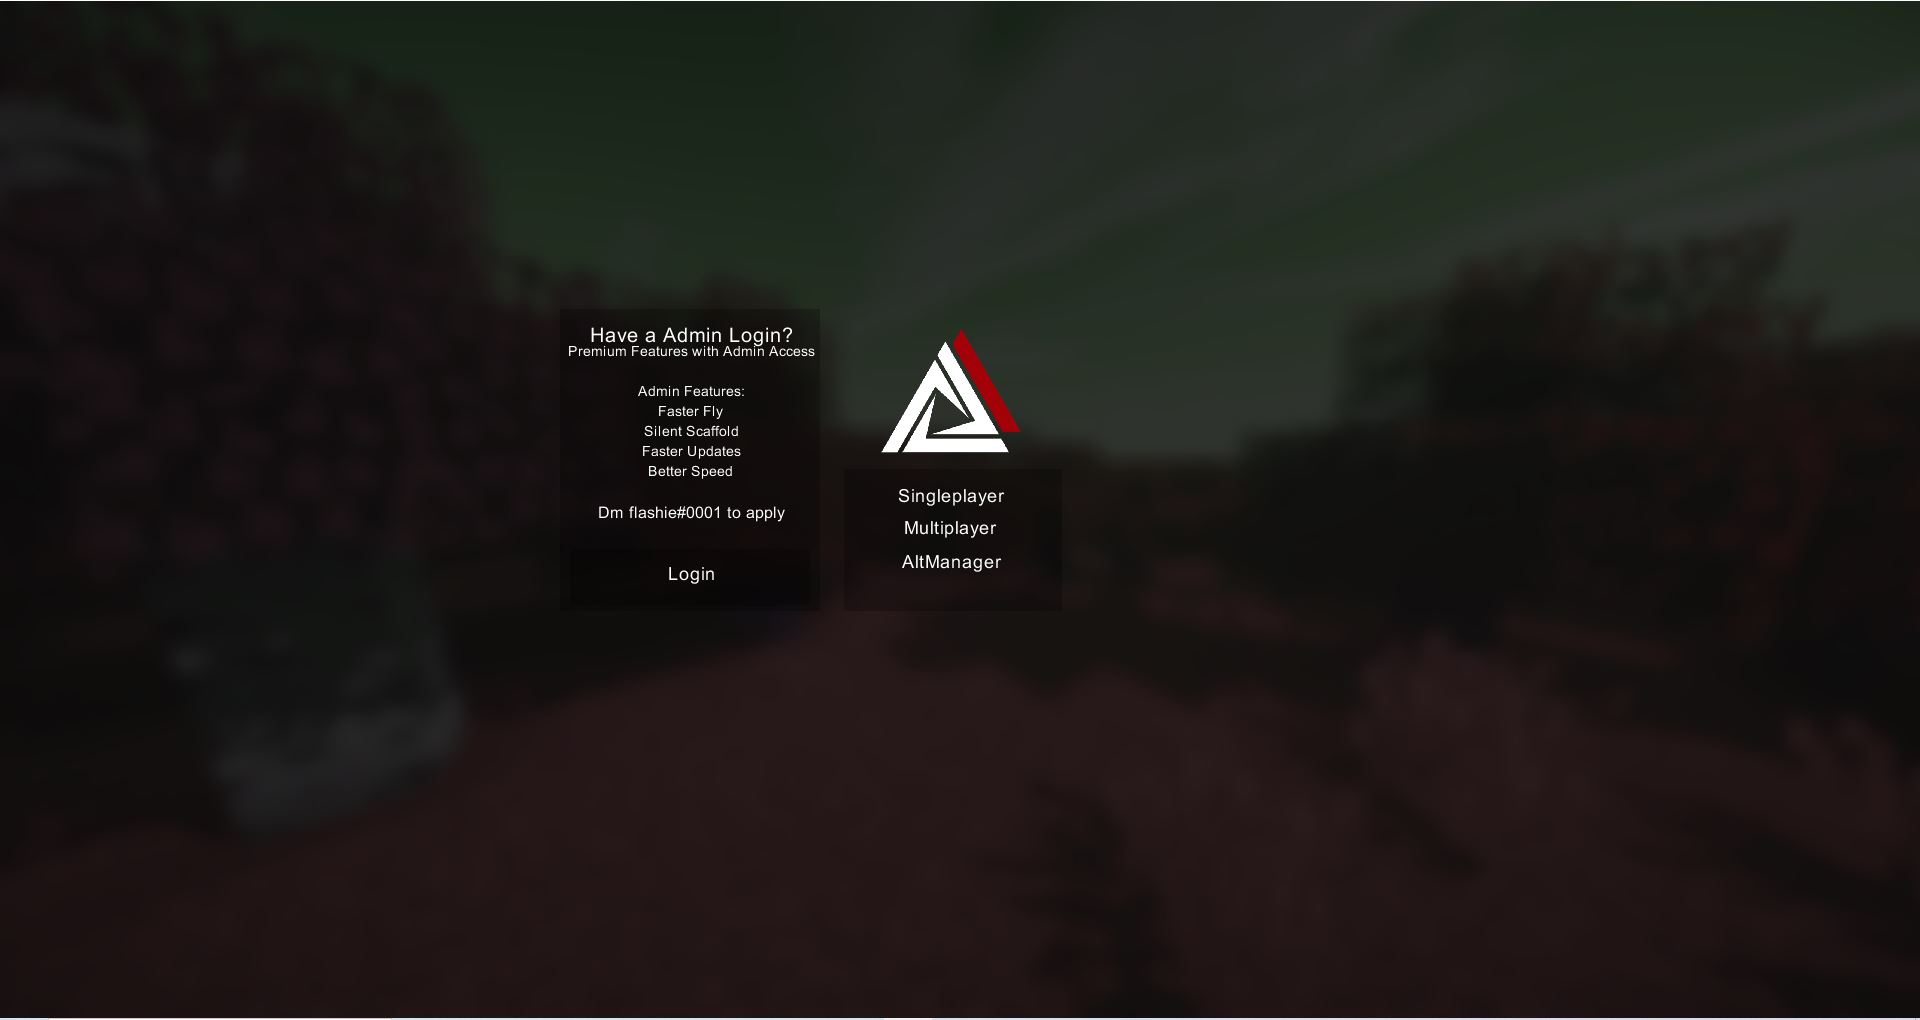 Have a Admin Login?
Premium Features with Admin Access
Admin Features:
Faster Fly
Silent Scaffold
Faster Updates
Better Speed
Dm flashie#0001 to apply
Login
Singleplayer
Multiplayer
AltManager